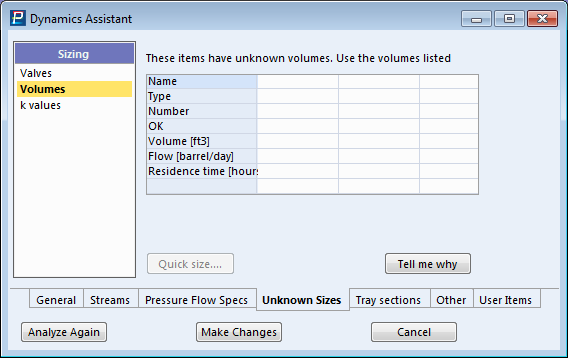 Dynamics Assistant
Sizing
Valves
Volumes
k values
These items have unknown volumes. Use the volumes listed
Name
Type
Number
OK
Volume [ft3]
Flow [barrel/day]
Residence time [hours
Quick size....
Tell me why
General
Streams
Pressure Flow Specs
Unknown Sizes
Tray sections
Other
User Items
Analyze Again
Make Changes
Cancel